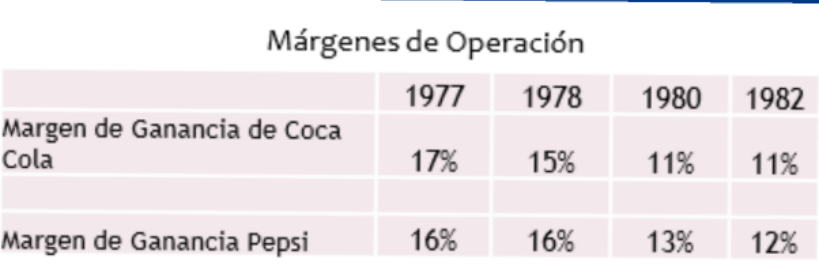 Márgenes de Operación
1977 1978 1980 1982
Margen de Ganancia de Coca
Cola 17% 15% 11% 11%
Margen de Ganancia Pepsi 16% 16% 13% 12%